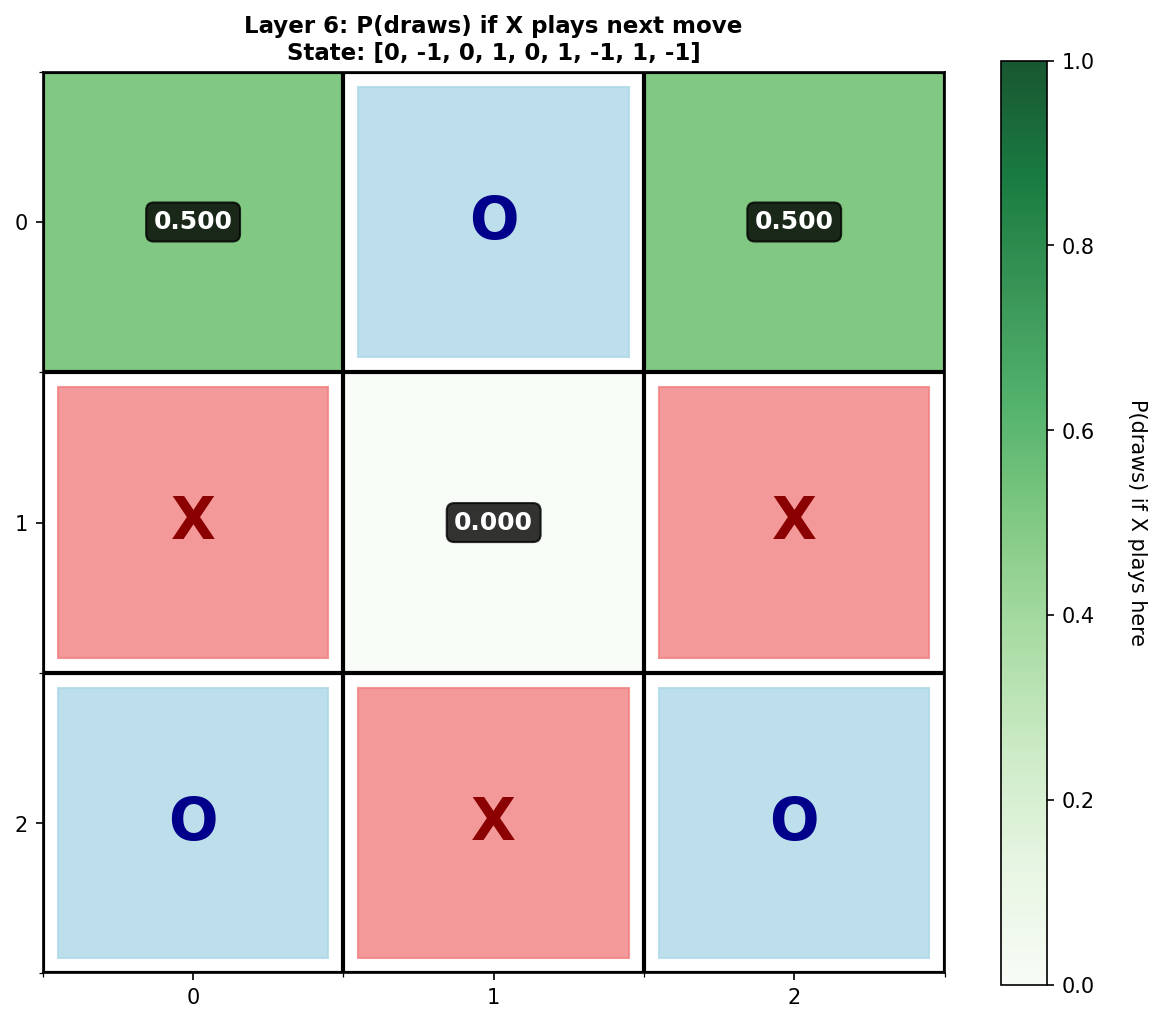 Layer 6: P(draws) if X plays next move
State: [0, -1, 0, 1, 0, 1, -1, 1, -1]
0.500
O
0.500
X
0.000
X
O
X
O
0
1
2
0
1
2
1.0
0.8
0.6
0.4
0.2
0.0
P(draws) if X plays here